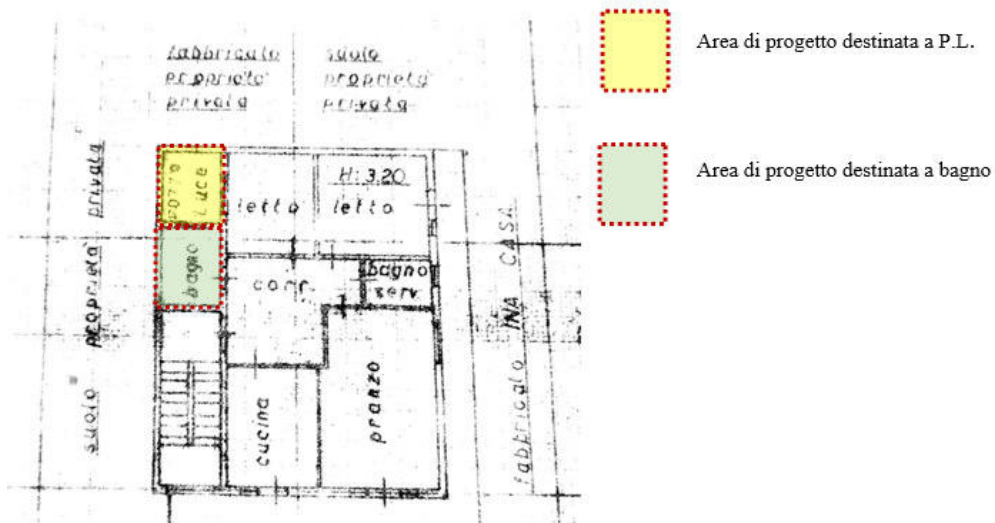 fabbricato
proprietà
privata
suolo
proprietà
privata
Area di progetto destinata a P.L.
Area di progetto destinata a bagno
suolo proprietà privata
pozzo
luce
letto
H: 3,20
letto
bagno
corr.
bagno
serv.
cucina
pranzo
fabbricato INA CASA